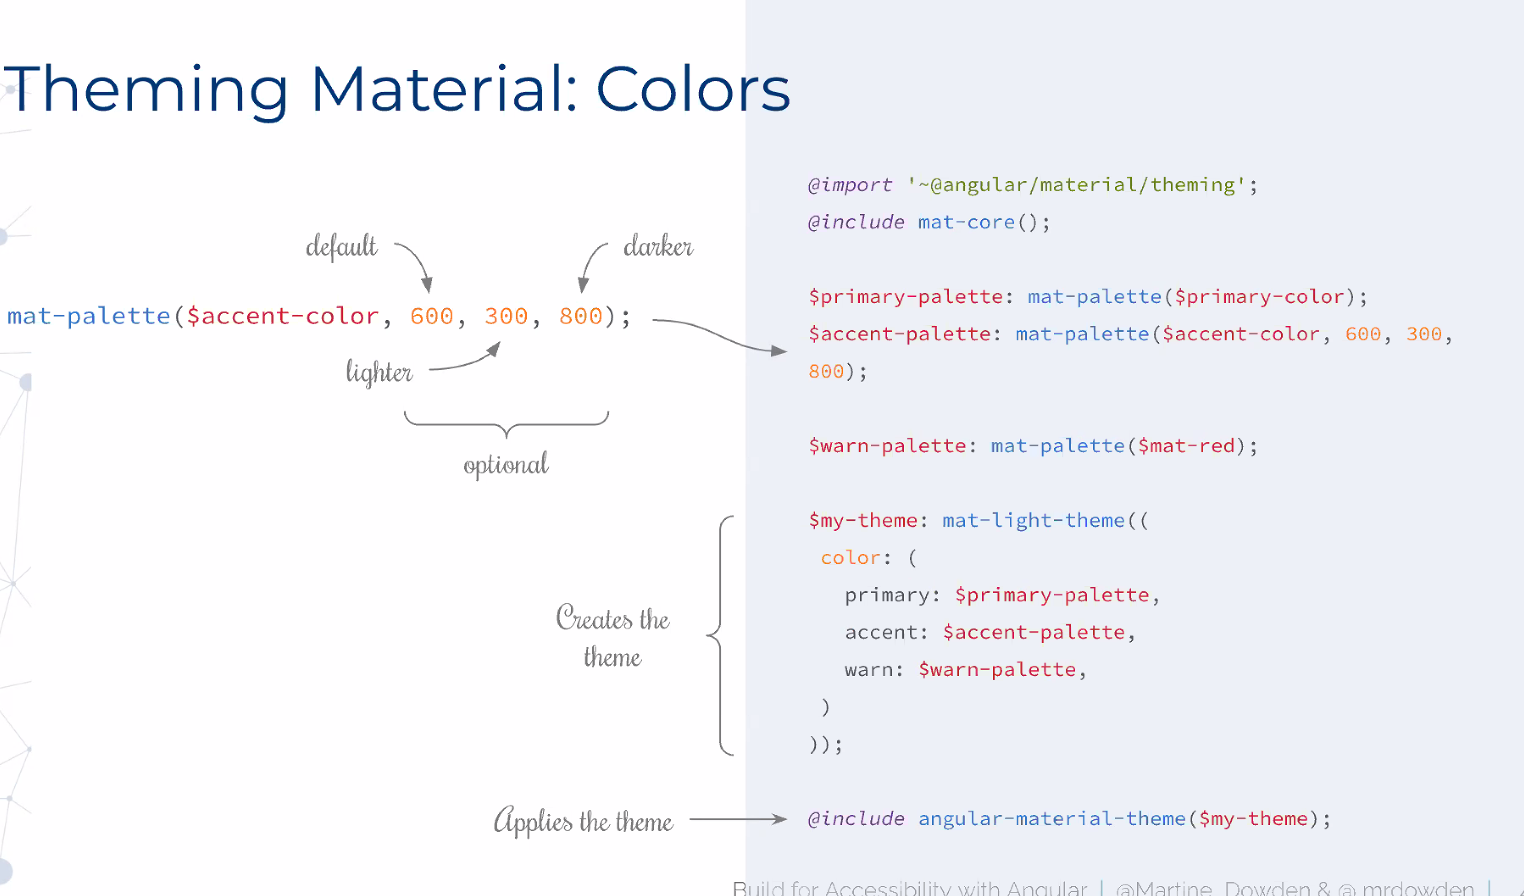 Theming Material: Colors
default
darker
mat-palette($accent-color, 600, 300, 800);
lighter
optional
Creates the
theme
Applies the theme
@import '~@angular/material/theming';
@include mat-core();
$primary-palette: mat-palette($primary-color);
$accent-palette: mat-palette($accent-color, 600, 300,
800);
$warn-palette: mat-palette($mat-red);
$my-theme: mat-light-theme((
color: (
primary: $primary-palette,
accent: $accent-palette,
warn: $warn-palette,
)
));
@include angular-material-theme($my-theme);
Build for Accessibility with Angular | @Martine_Dowden & @ mrdowden |